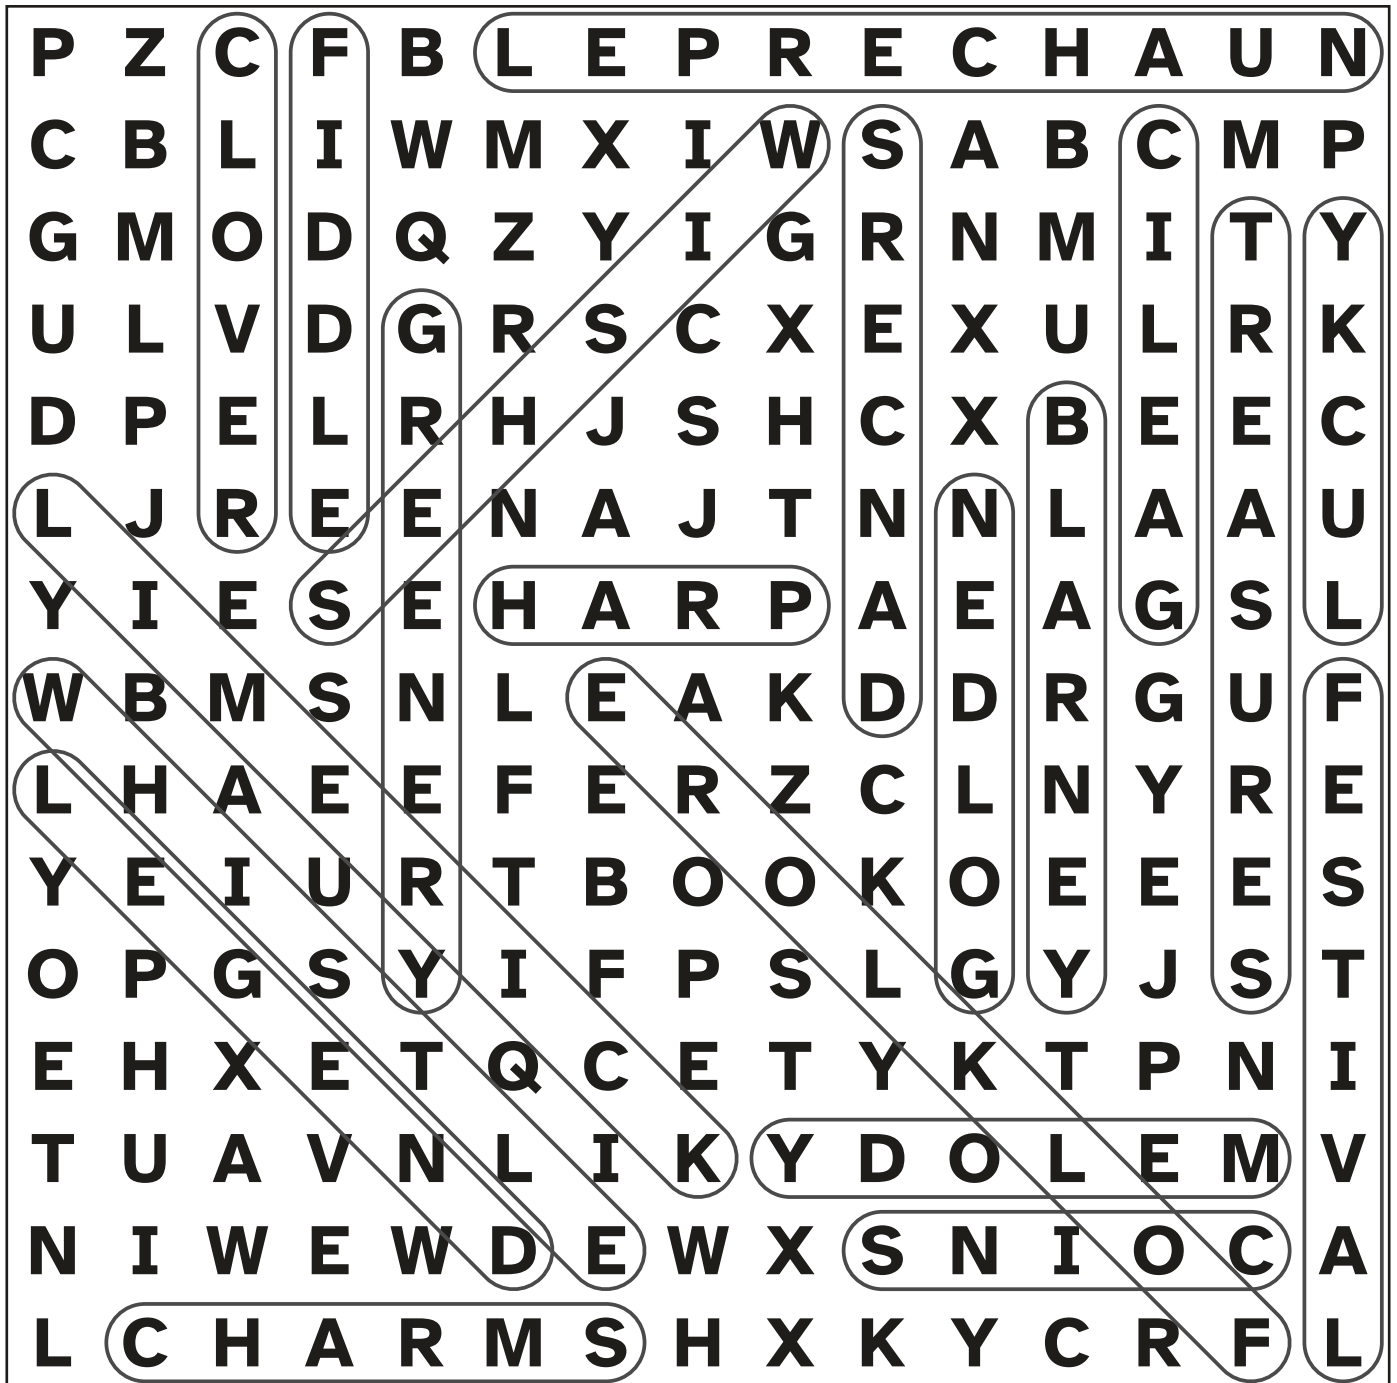 P Z C F B L E P R E C H A U N
C B L I W M X I W S A B C M P
G M O D Q Z Y I G R N M I T Y
U L V D G R S C X E X U L R K
D P E L R H J S H C X B E E C
L J R E E N A J T N N L A A U
Y I E S E H A R P A E A G S L
W B M S N L E A K D D R G U F
L H A E E F E R Z C L N Y R E
Y E I U R T B O O K O E E E S
O P G S Y I F P S L G Y J S T
E H X E T Q C E T Y K T P N I
T U A V N L I K Y D O L E M V
N I W E W D E W X S N I O C A
L C H A R M S H X K Y C R F L